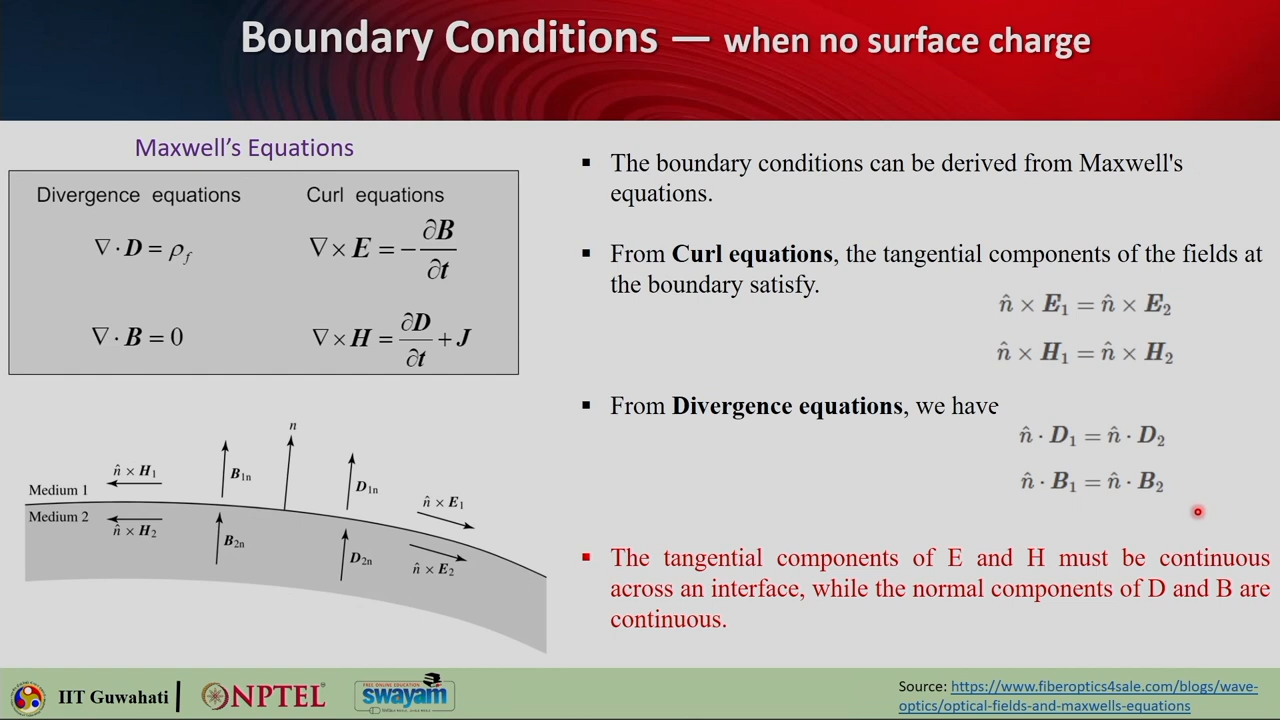 Boundary Conditions — when no surface charge
Maxwell's Equations
Divergence equations
Curl equations
∇ · D = ρf
∇ × E = − ∂B/∂t
∇ · B = 0
∇ × H = ∂D/∂t + J
n
n̂ × H1
B1n
D1n
Medium 1
n̂ × E1
Medium 2
n̂ × H2
B2n
D2n
n̂ × E2
▪ The boundary conditions can be derived from Maxwell's
equations.
▪ From Curl equations, the tangential components of the fields at
the boundary satisfy.
n̂ × E1 = n̂ × E2
n̂ × H1 = n̂ × H2
▪ From Divergence equations, we have
n̂ · D1 = n̂ · D2
n̂ · B1 = n̂ · B2
▪ The tangential components of E and H must be continuous
across an interface, while the normal components of D and B are
continuous.
IIT Guwahati
NPTEL
FREE ONLINE EDUCATION
swayam
Source: https://www.fiberoptics4sale.com/blogs/wave-
optics/optical-fields-and-maxwells-equations